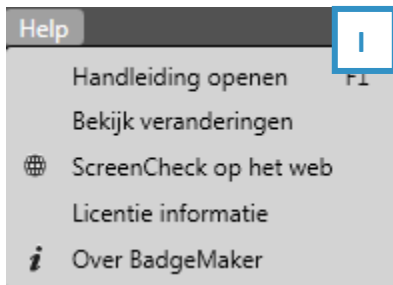 Help
I
Handleiding openen F1
Bekijk veranderingen
ScreenCheck op het web
Licentie informatie
i Over BadgeMaker